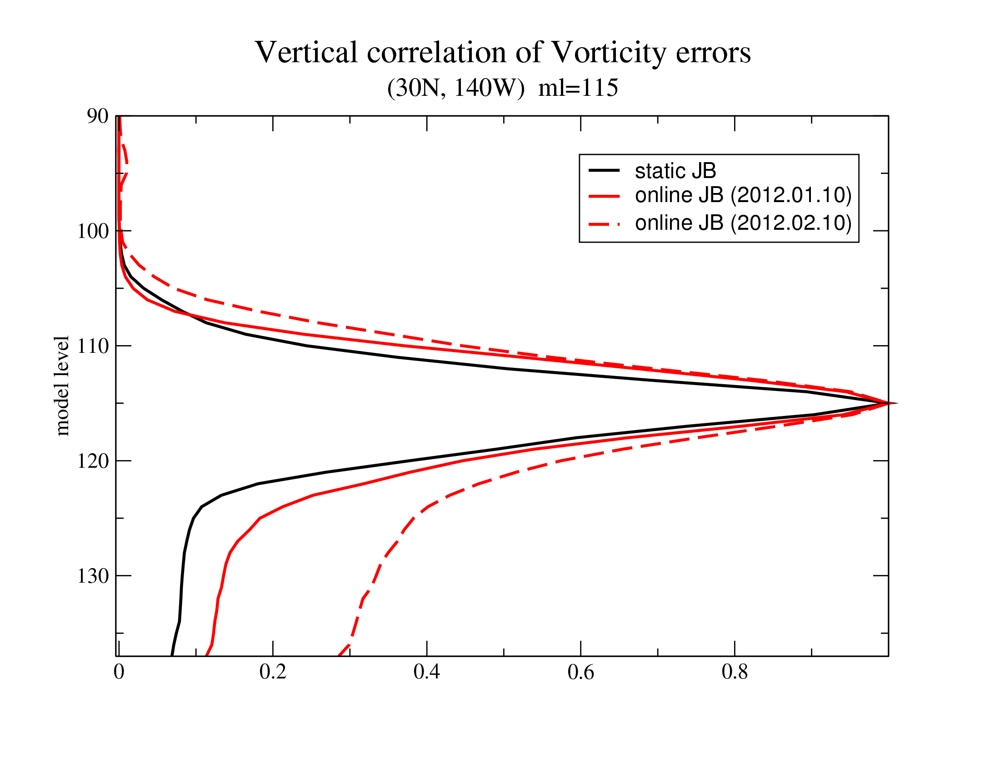 Vertical correlation of Vorticity errors
(30N, 140W) ml=115
90
100
110
120
130
model level
static JB
online JB (2012.01.10)
online JB (2012.02.10)
0 0.2 0.4 0.6 0.8